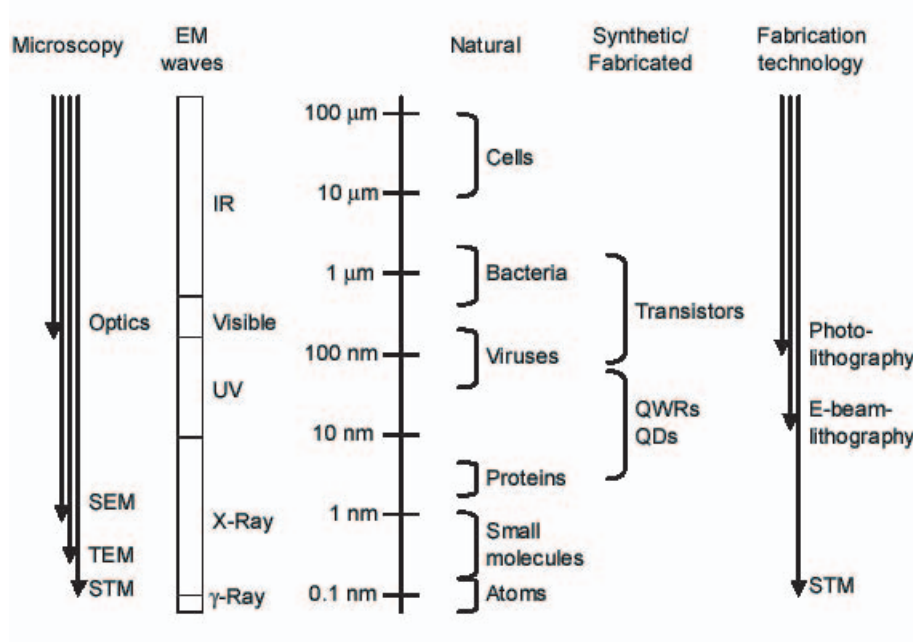 Microscopy
EM
waves
Natural
Synthetic/
Fabricated
Fabrication
technology
100 μm
Cells
10 μm
IR
1 μm
Bacteria
Transistors
Optics
Visible
100 nm
Viruses
Photo-
lithography
UV
10 nm
QWRs
QDs
E-beam-
lithography
Proteins
SEM
X-Ray
1 nm
Small
molecules
TEM
STM
γ-Ray
0.1 nm
Atoms
STM